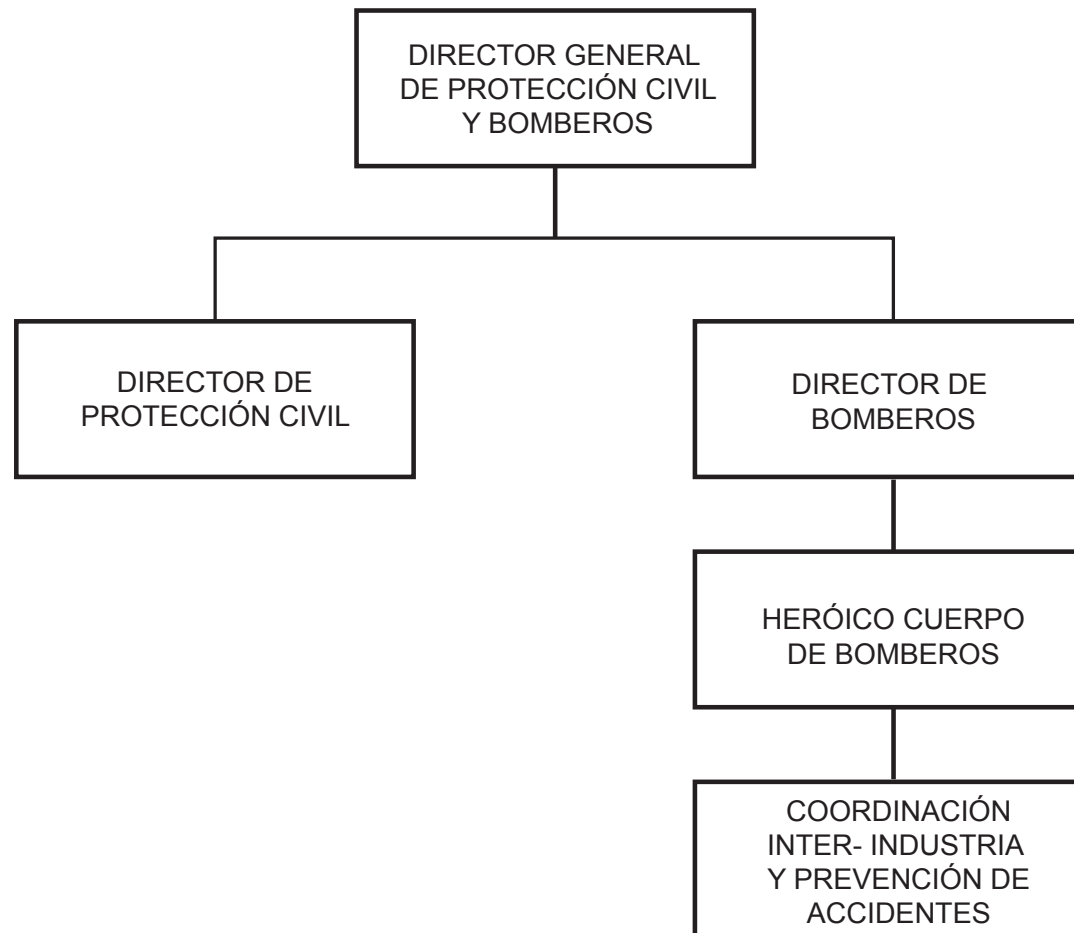 DIRECTOR GENERAL
DE PROTECCIÓN CIVIL
Y BOMBEROS
DIRECTOR DE
PROTECCIÓN CIVIL
DIRECTOR DE
BOMBEROS
HERÓICO CUERPO
DE BOMBEROS
COORDINACIÓN
INTER- INDUSTRIA
Y PREVENCIÓN DE
ACCIDENTES